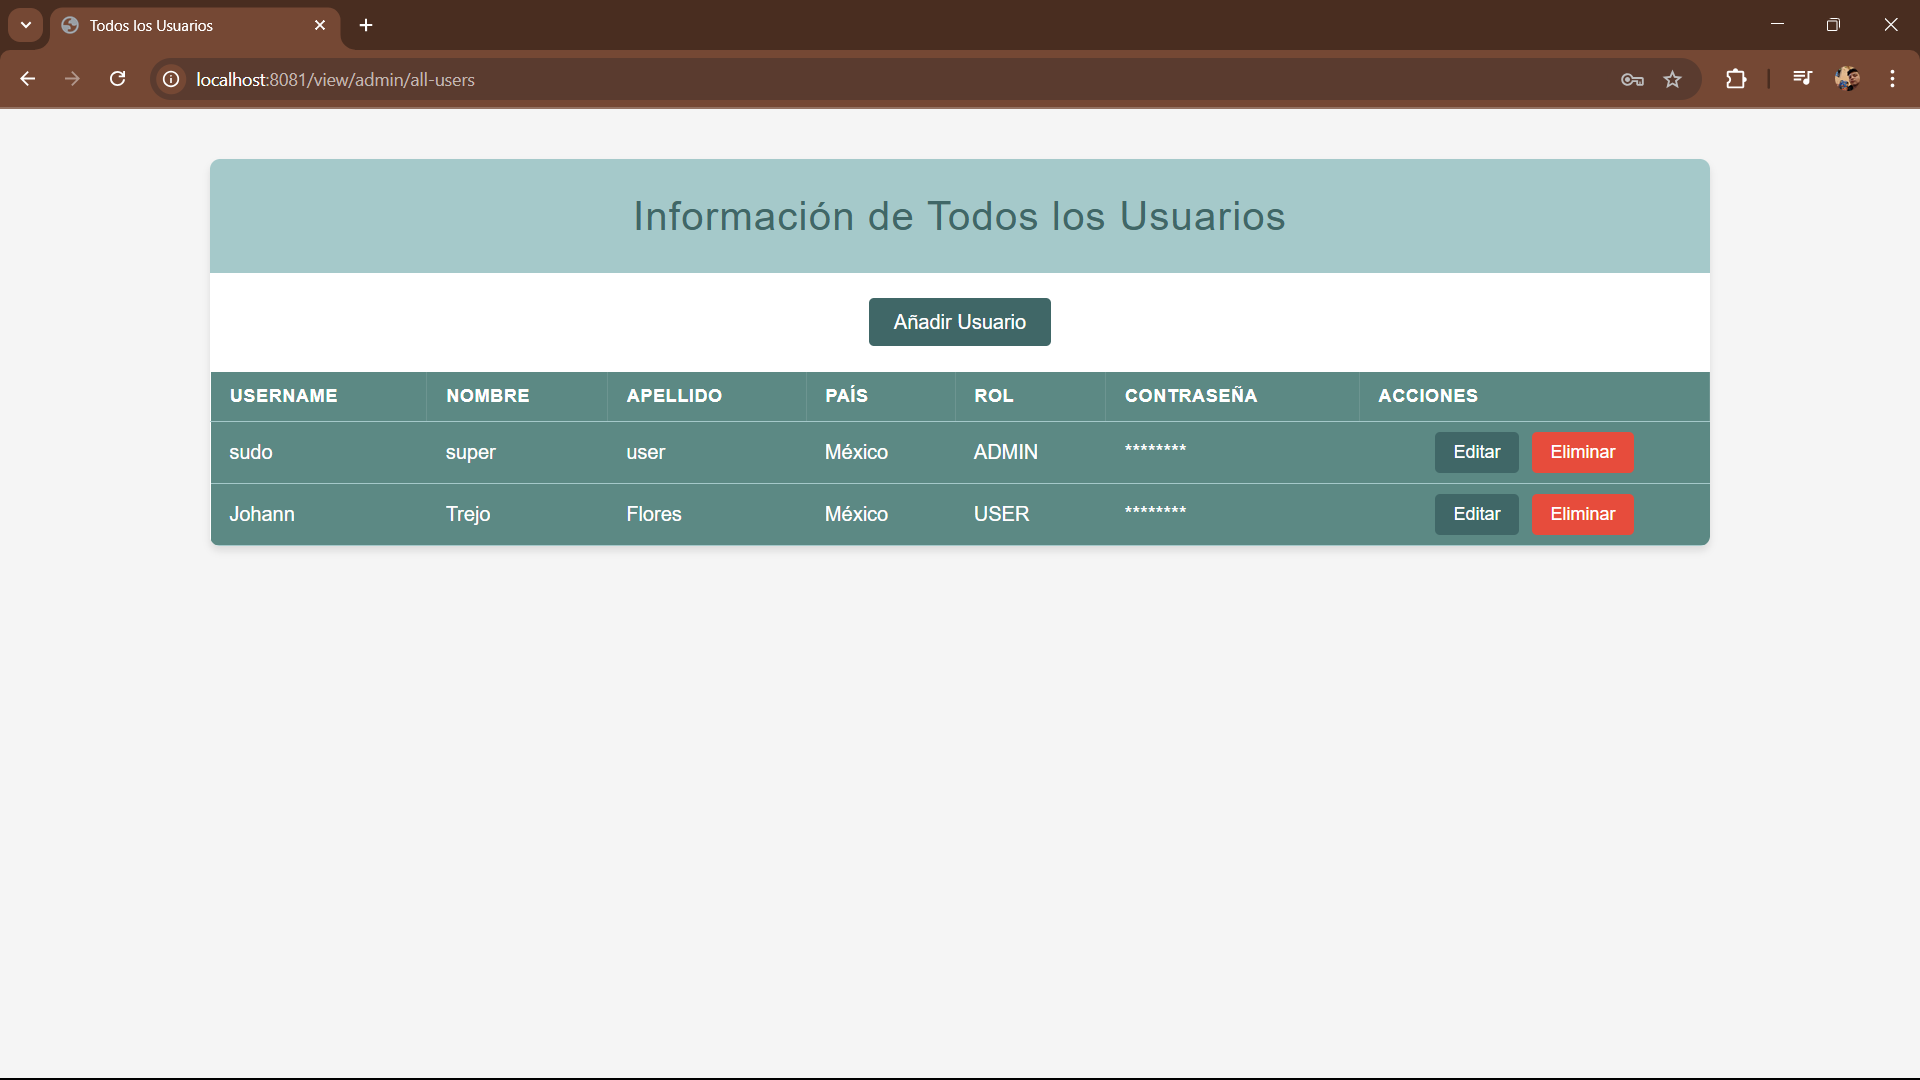 Todos los Usuarios
localhost:8081/view/admin/all-users
Información de Todos los Usuarios
Añadir Usuario
USERNAME NOMBRE APELLIDO PAÍS ROL CONTRASEÑA ACCIONES
sudo super user México ADMIN ******** Editar Eliminar
Johann Trejo Flores México USER ******** Editar Eliminar